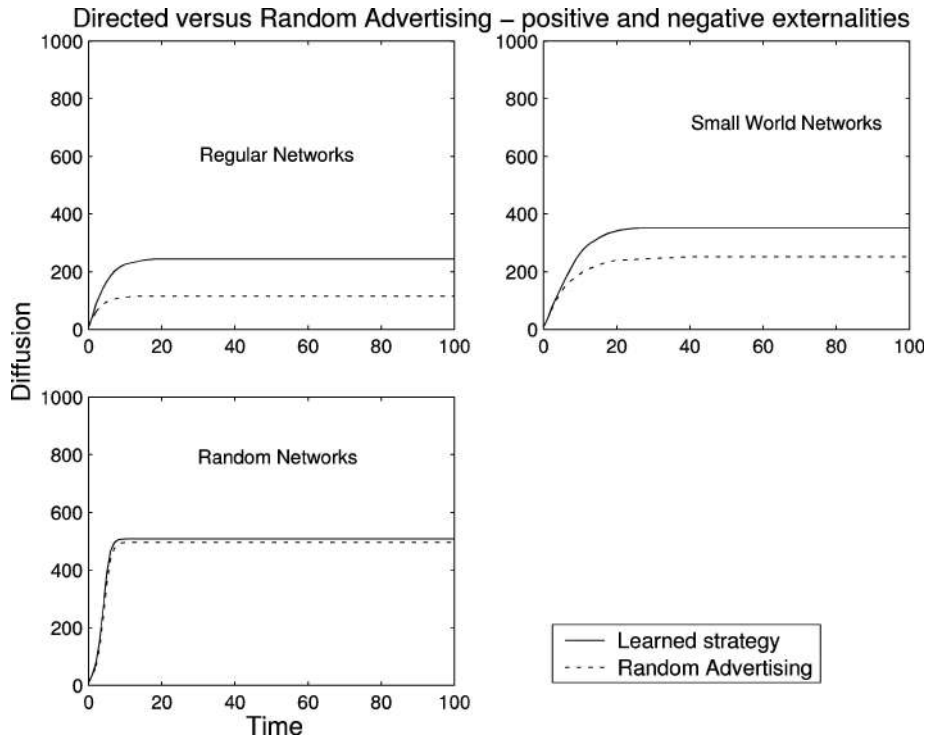 Directed versus Random Advertising – positive and negative externalities
1000
800
600
400
200
0
Regular Networks
0 20 40 60 80 100
1000
800
600
400
200
0
Small World Networks
0 20 40 60 80 100
Diffusion
1000
800
600
400
200
0
Random Networks
0 20 40 60 80 100
Time
Learned strategy
Random Advertising